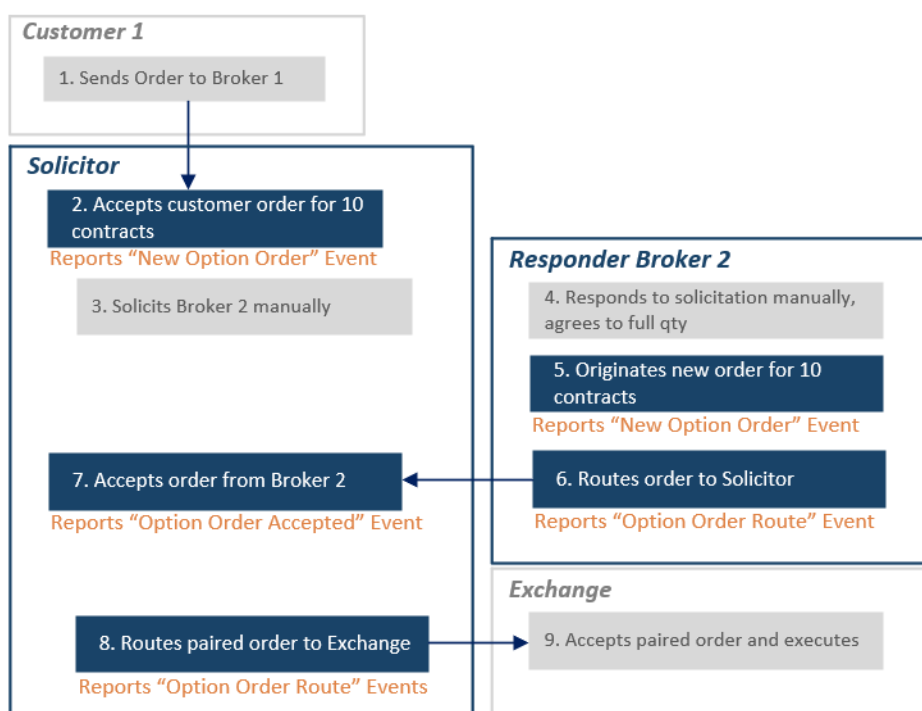 Customer 1
1. Sends Order to Broker 1
Solicitor
2. Accepts customer order for 10
contracts
Reports “New Option Order” Event
3. Solicits Broker 2 manually
Responder Broker 2
4. Responds to solicitation manually,
agrees to full qty
5. Originates new order for 10
contracts
Reports “New Option Order” Event
6. Routes order to Solicitor
Reports “Option Order Route” Event
7. Accepts order from Broker 2
Reports “Option Order Accepted” Event
8. Routes paired order to Exchange
Reports “Option Order Route” Events
Exchange
9. Accepts paired order and executes